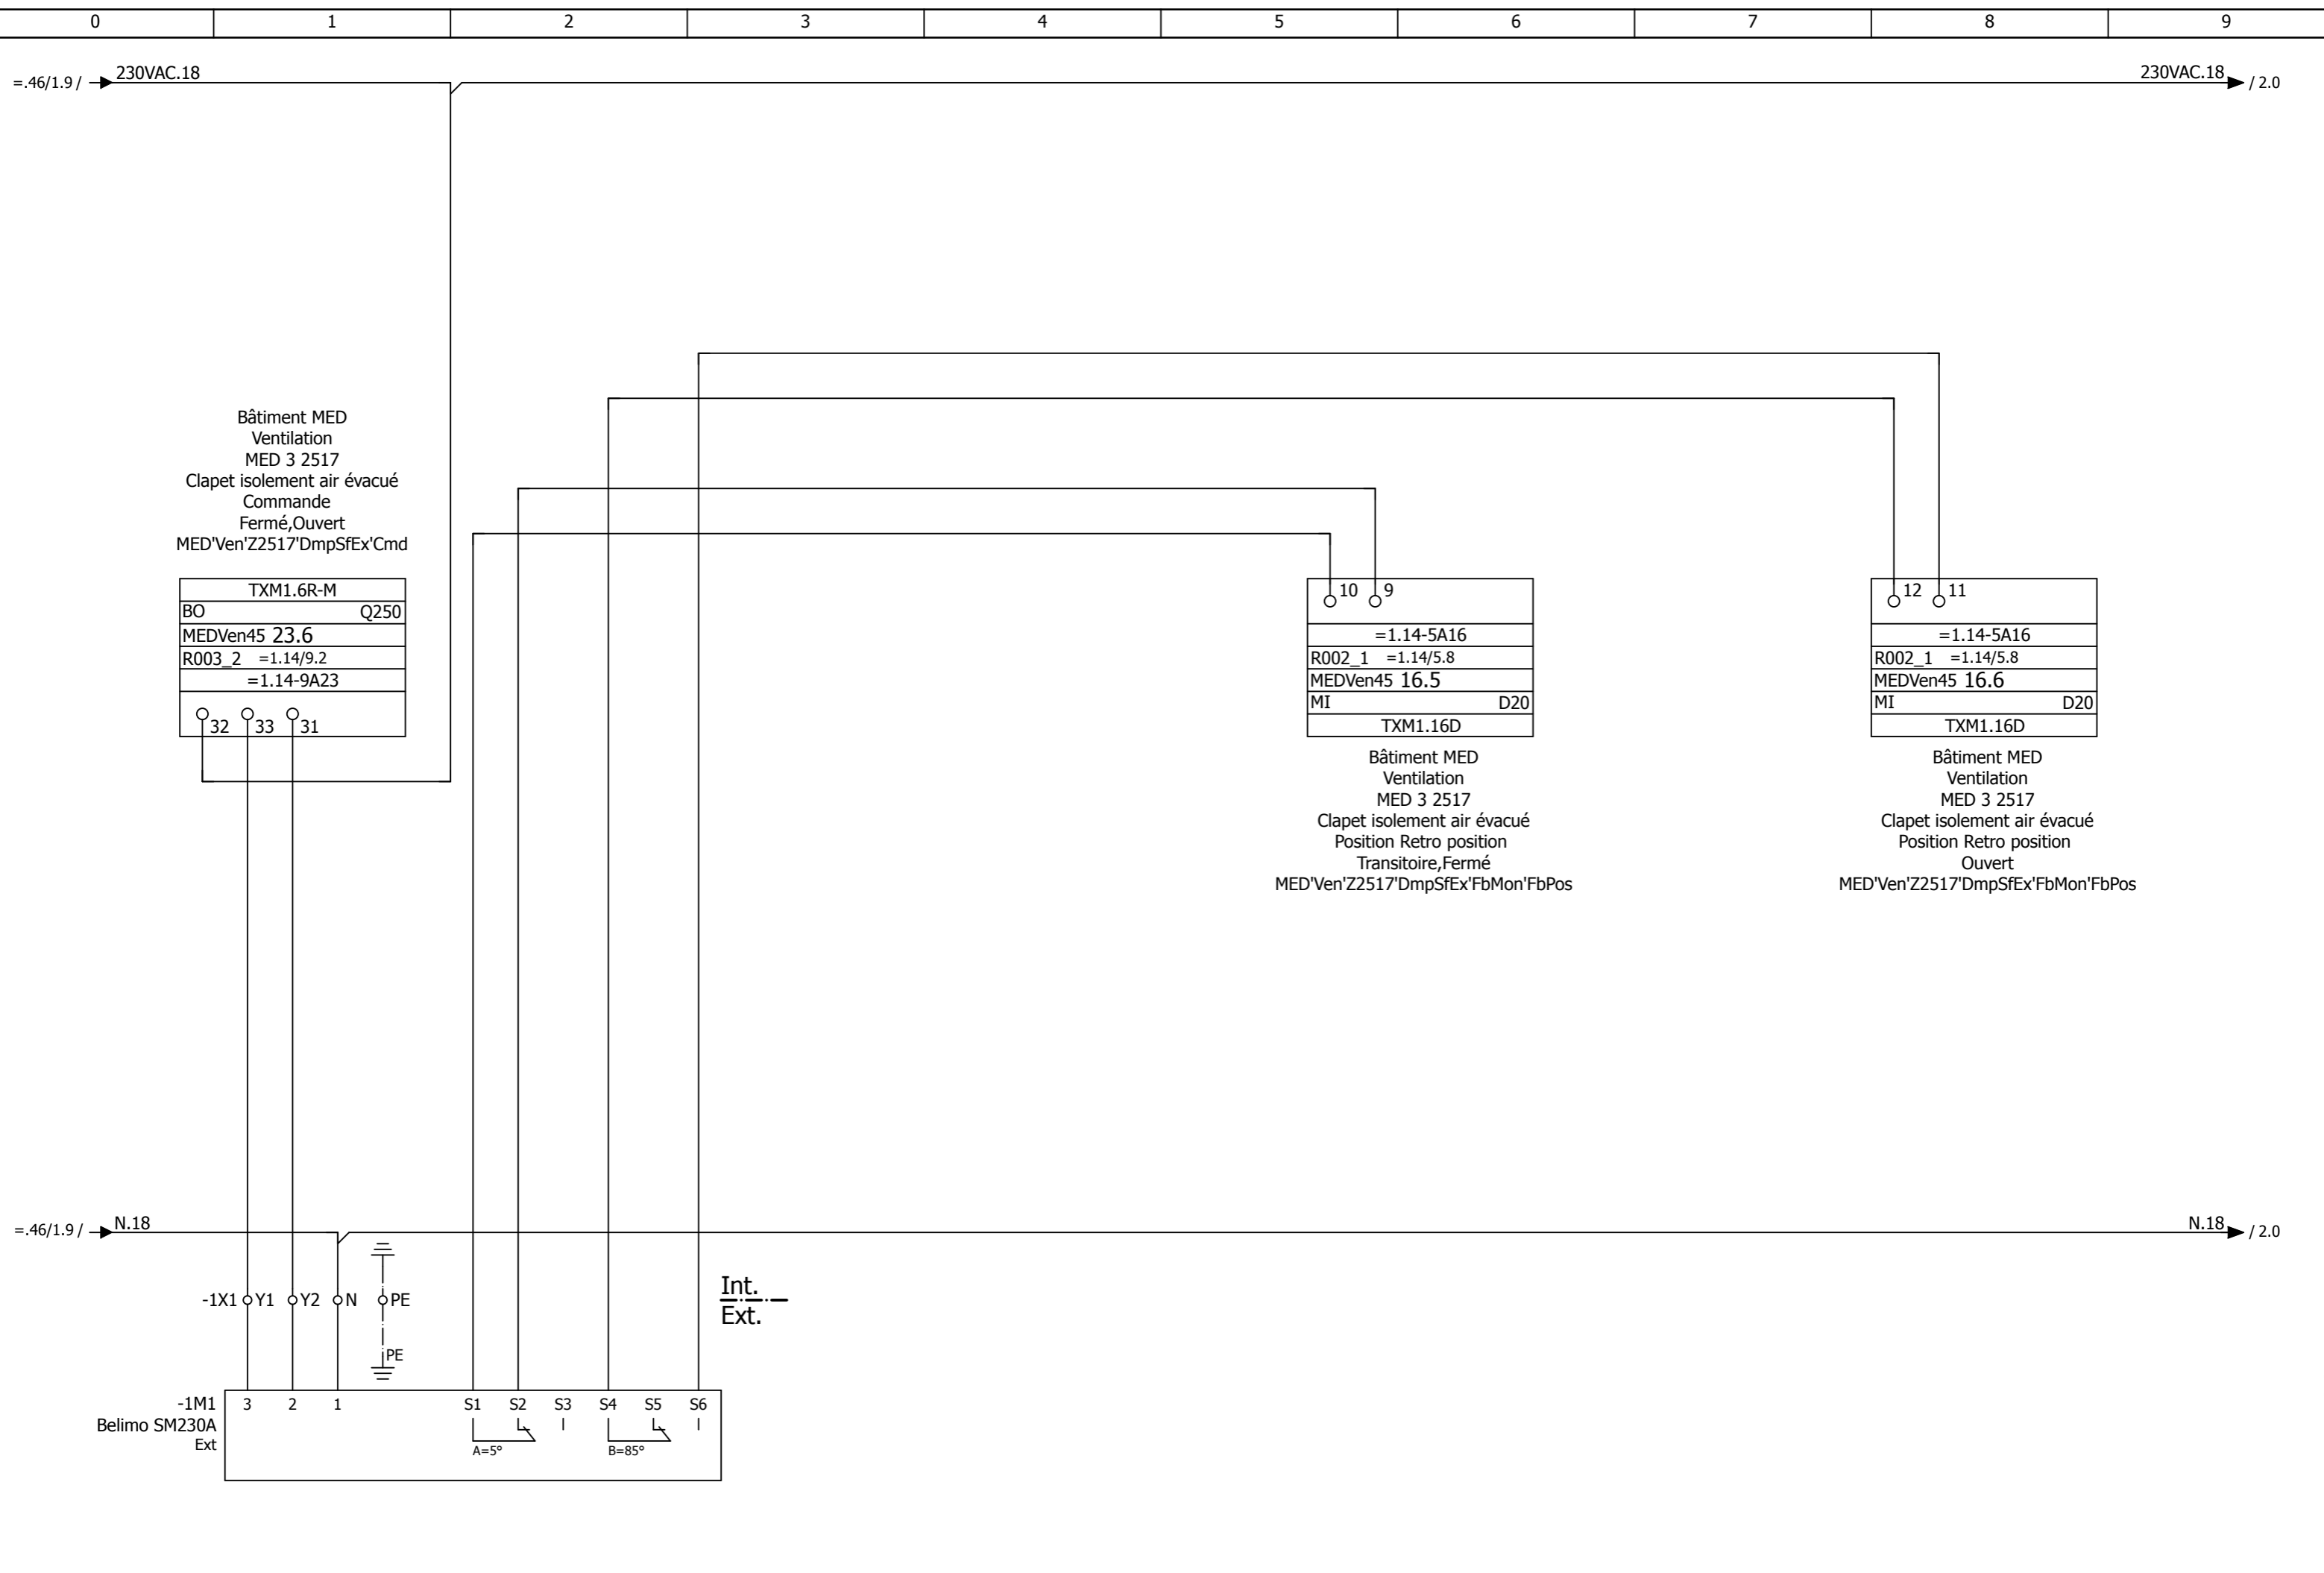 0 1 2 3 4 5 6 7 8 9
=.46/1.9 / 230VAC.18 230VAC.18 / 2.0
Bâtiment MED
Ventilation
MED 3 2517
Clapet isolement air évacué
Commande
Fermé,Ouvert
MED'Ven'Z2517'DmpSfEx'Cmd
TXM1.6R-M
BO Q250
MEDVen45 23.6
R003_2 =1.14/9.2
=1.14-9A23
32 33 31
10 9
=1.14-5A16
R002_1 =1.14/5.8
MEDVen45 16.5
MI D20
TXM1.16D
Bâtiment MED
Ventilation
MED 3 2517
Clapet isolement air évacué
Position Retro position
Transitoire,Fermé
MED'Ven'Z2517'DmpSfEx'FbMon'FbPos
12 11
=1.14-5A16
R002_1 =1.14/5.8
MEDVen45 16.6
MI D20
TXM1.16D
Bâtiment MED
Ventilation
MED 3 2517
Clapet isolement air évacué
Position Retro position
Ouvert
MED'Ven'Z2517'DmpSfEx'FbMon'FbPos
=.46/1.9 / N.18 N.18 / 2.0
-1X1 Y1 Y2 N PE
Int.
Ext.
PE
-1M1 3 2 1 S1 S2 S3 S4 S5 S6
Belimo SM230A
Ext
A=5° B=85°